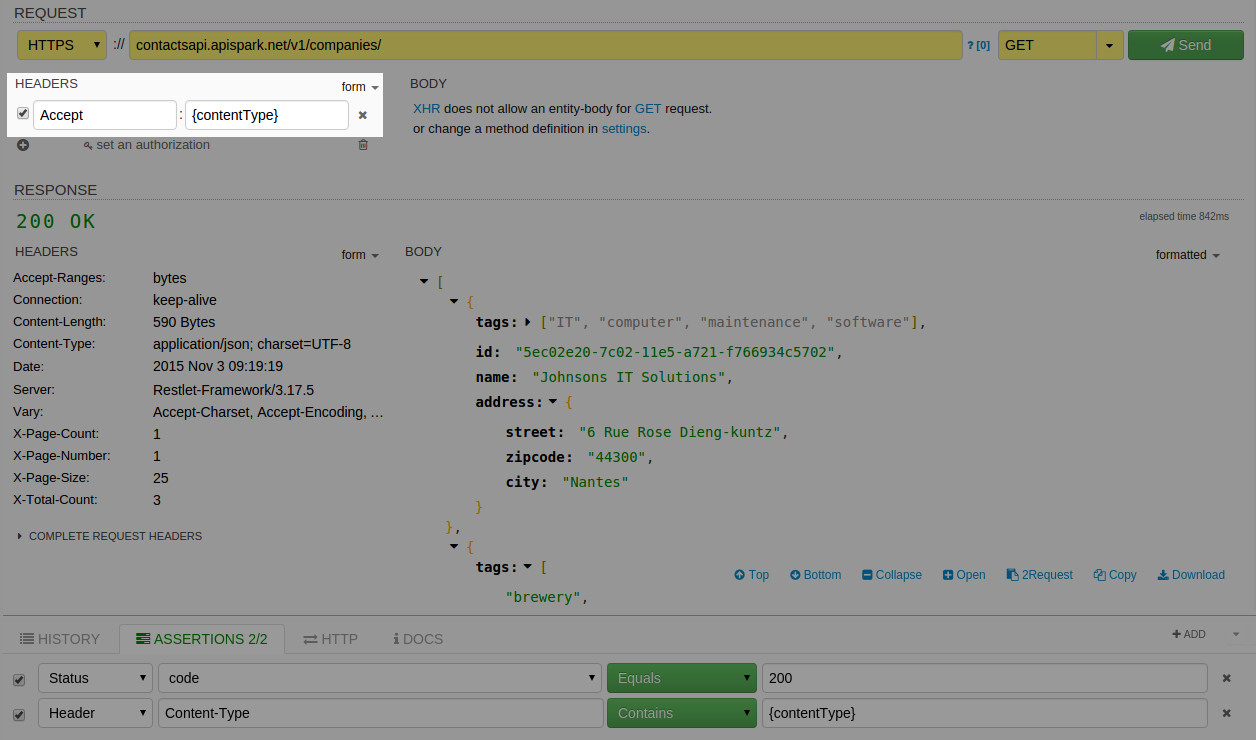 REQUEST
HTTPS :// contactsapi.apispark.net/v1/companies/ ? [0] GET Send
HEADERS form
Accept : {contentType}
set an authorization
BODY
XHR does not allow an entity-body for GET request.
or change a method definition in settings.
RESPONSE
200 OK
elapsed time 842ms
HEADERS form
Accept-Ranges: bytes
Connection: keep-alive
Content-Length: 590 Bytes
Content-Type: application/json; charset=UTF-8
Date: 2015 Nov 3 09:19:19
Server: Restlet-Framework/3.17.5
Vary: Accept-Charset, Accept-Encoding, ...
X-Page-Count: 1
X-Page-Number: 1
X-Page-Size: 25
X-Total-Count: 3
COMPLETE REQUEST HEADERS
BODY formatted
[
{
tags: ["IT", "computer", "maintenance", "software"],
id: "5ec02e20-7c02-11e5-a721-f766934c5702",
name: "Johnsons IT Solutions",
address: {
street: "6 Rue Rose Dieng-kuntz",
zipcode: "44300",
city: "Nantes"
}
},
{
tags: [
"brewery",
Top Bottom Collapse Open 2Request Copy Download
HISTORY ASSERTIONS 2/2 HTTP DOCS ADD
Status code Equals 200
Header Content-Type Contains {contentType}